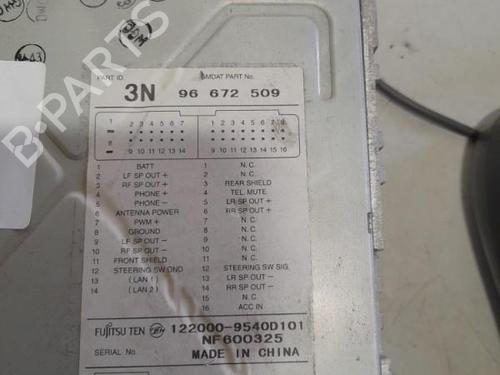 PART ID. GMDAT PART No.
3N 96 672 509
1 2 3 4 5 6 7 1 2 3 4 5 6 7 8
8 9 10 11 12 13 14 9 10 11 12 13 14 15 16
1 BATT 1 N.C.
2 LF SP OUT + 2 N.C.
3 RF SP OUT + 3 REAR SHIELD
4 PHONE + 4 TEL MUTE
5 PHONE - 5 LR SP OUT +
6 ANTENNA POWER 6 RR SP OUT +
7 PWM + 7 N.C.
8 GROUND 8 N.C.
9 LF SP OUT - 9 N.C.
10 RF SP OUT - 10 N.C.
11 FRONT SHIELD 11 N.C.
12 STEERING SW GND 12 STEERING SW SIG.
13 ( LAN 1 ) 13 LR SP OUT -
14 ( LAN 2 ) 14 RR SP OUT -
15 N.C.
16 ACC IN
FUJITSU TEN 122000-9540D101
NF600325
SERIAL No. MADE IN CHINA
B-PARTS